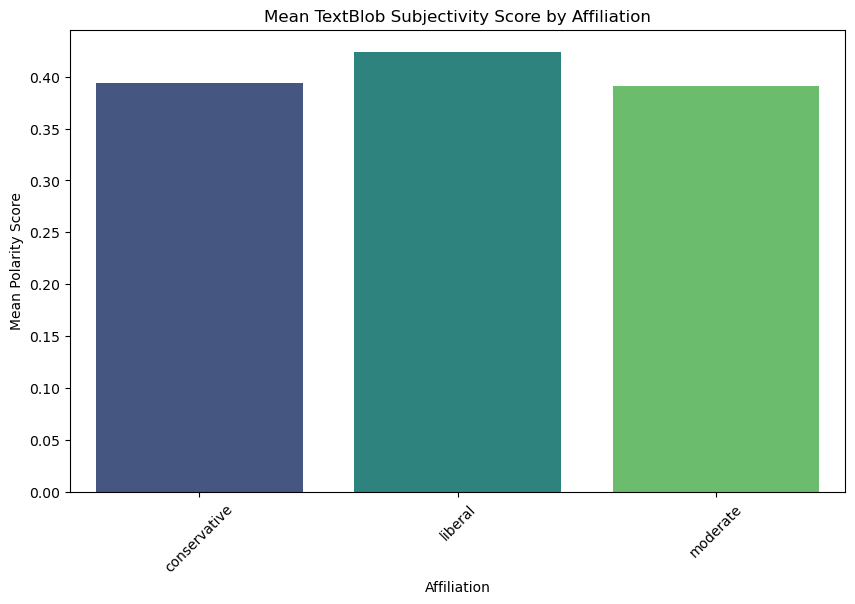 Mean TextBlob Subjectivity Score by Affiliation
Mean Polarity Score
0.40
0.35
0.30
0.25
0.20
0.15
0.10
0.05
0.00
conservative
liberal
moderate
Affiliation